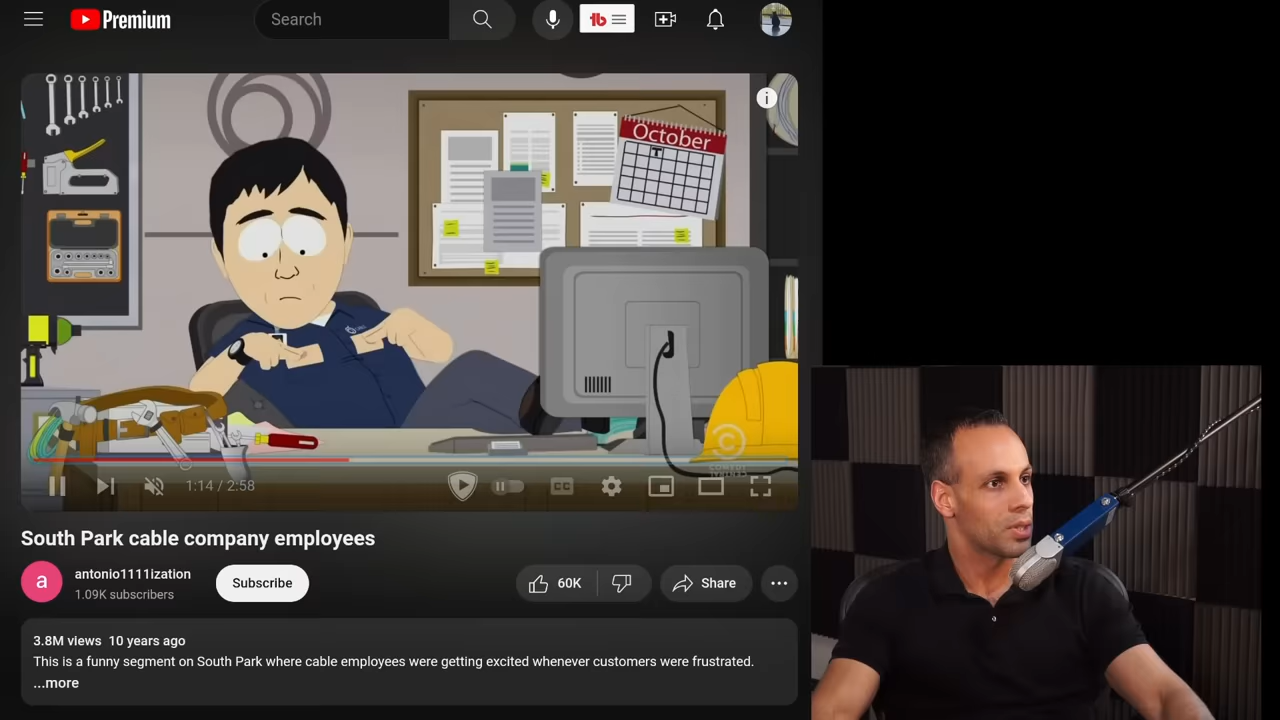 Premium
Search
tb
i
October
1:14 / 2:58
CC
South Park cable company employees
a
antonio1111ization
1.09K subscribers
Subscribe
60K
Share
3.8M views 10 years ago
This is a funny segment on South Park where cable employees were getting excited whenever customers were frustrated.
...more